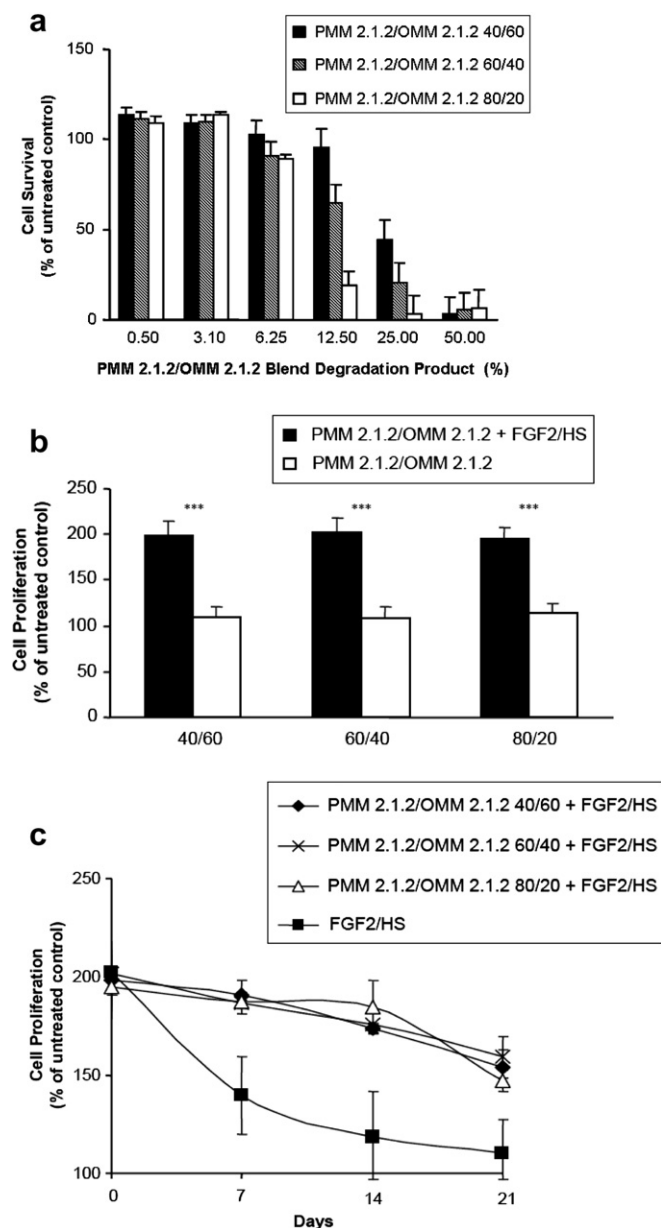 a
PMM 2.1.2/OMM 2.1.2 40/60
PMM 2.1.2/OMM 2.1.2 60/40
PMM 2.1.2/OMM 2.1.2 80/20
Cell Survival
(% of untreated control)
150
100
50
0
0.50 3.10 6.25 12.50 25.00 50.00
PMM 2.1.2/OMM 2.1.2 Blend Degradation Product (%)
b
PMM 2.1.2/OMM 2.1.2 + FGF2/HS
PMM 2.1.2/OMM 2.1.2
Cell Proliferation
(% of untreated control)
250
200
150
100
50
0
*** *** ***
40/60 60/40 80/20
c
PMM 2.1.2/OMM 2.1.2 40/60 + FGF2/HS
PMM 2.1.2/OMM 2.1.2 60/40 + FGF2/HS
PMM 2.1.2/OMM 2.1.2 80/20 + FGF2/HS
FGF2/HS
Cell Proliferation
(% of untreated control)
250
200
150
100
0 7 14 21
Days